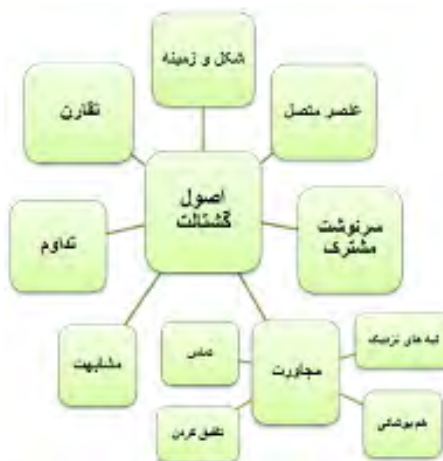 شکل و زمینه
عنصر متصل
تقارن
اصول
گشتالت
سرنوشت
مشترک
تداوم
مشابهت
مجاورت
تماس
لبه های نزدیک
هم پوشانی
تلفیق کردن